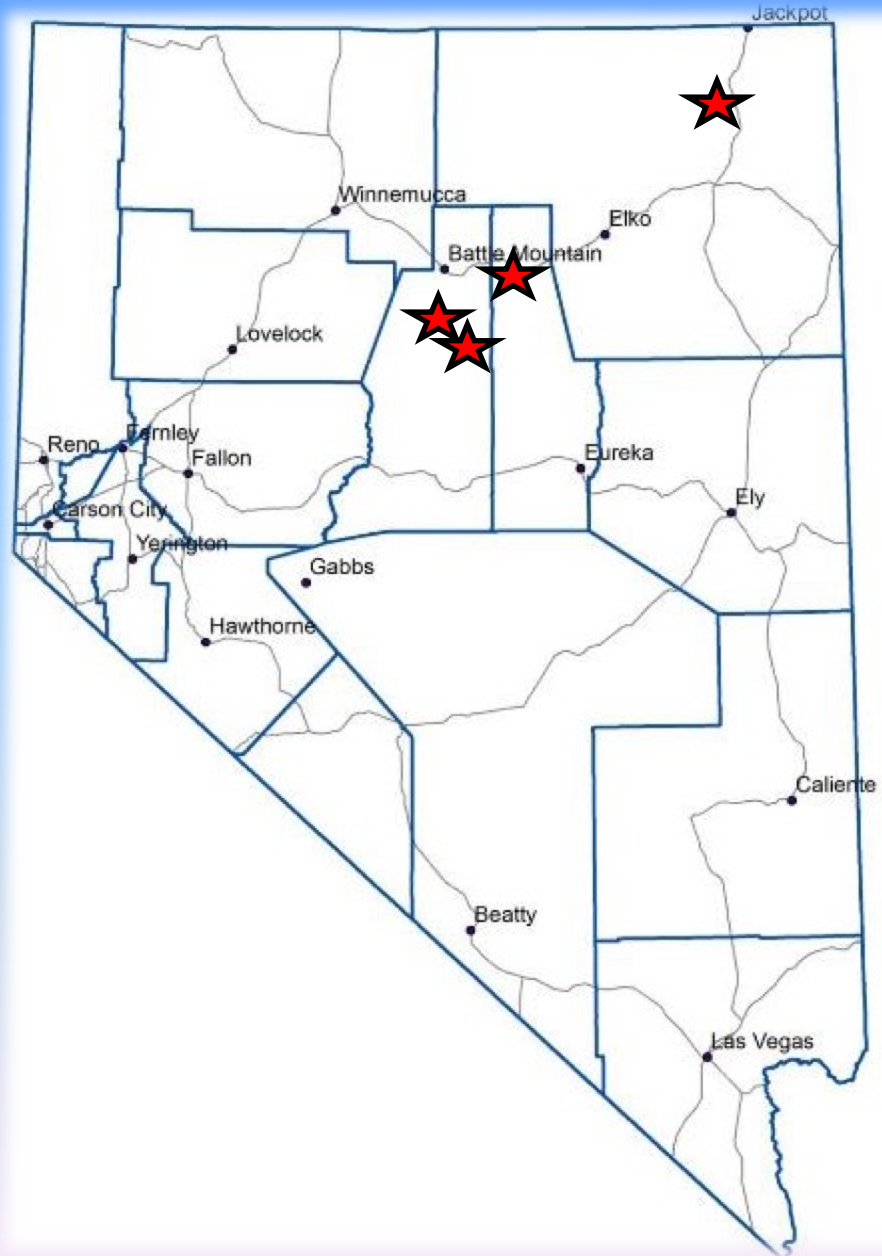 Jackpot
Winnemucca
Elko
Battle Mountain
Lovelock
Reno
Fernley
Fallon
Eureka
Ely
Carson City
Yerington
Gabbs
Hawthorne
Caliente
Beatty
Las Vegas